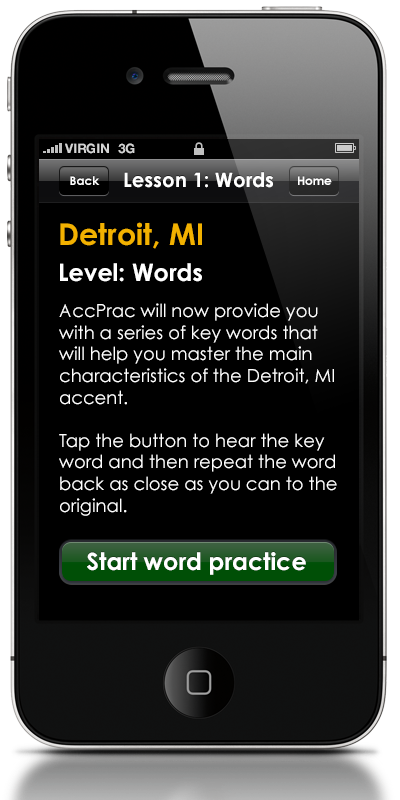 VIRGIN 3G
Back Lesson 1: Words Home
Detroit, MI
Level: Words
AccPrac will now provide you
with a series of key words that
will help you master the main
characteristics of the Detroit, MI
accent.
Tap the button to hear the key
word and then repeat the word
back as close as you can to the
original.
Start word practice